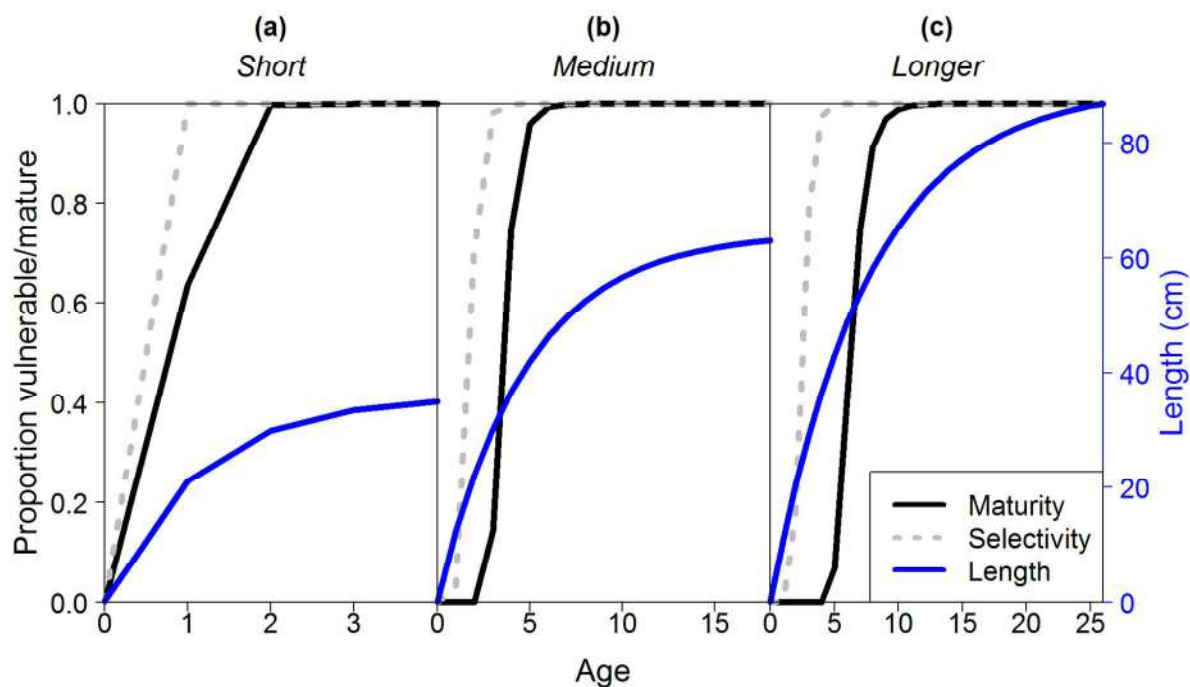 (a) (b) (c)
Short Medium Longer
Proportion vulnerable/mature
1.0
0.8
0.6
0.4
0.2
0.0
80
60
40
20
0
Length (cm)
Maturity
Selectivity
Length
0 1 2 3 0 5 10 15 0 5 10 15 20 25
Age